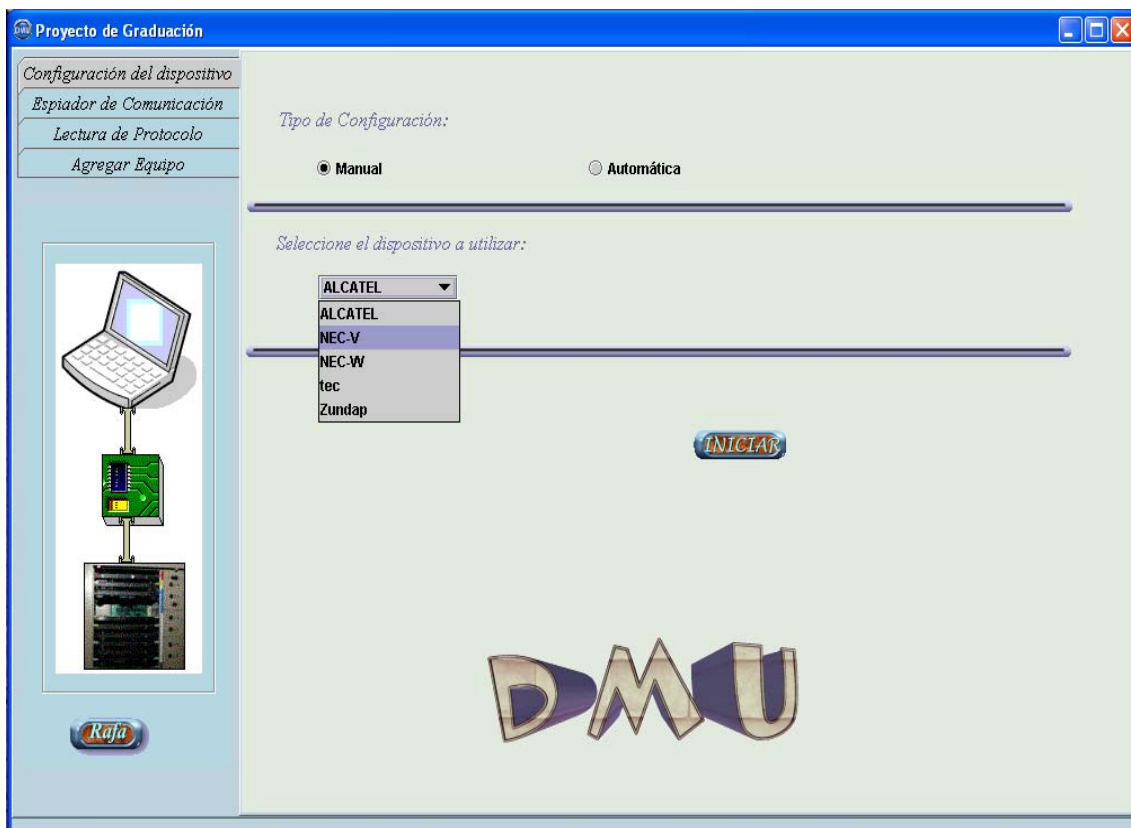 Proyecto de Graduación
Configuración del dispositivo
Espiador de Comunicación
Lectura de Protocolo
Agregar Equipo
Tipo de Configuración:
Manual
Automática
Seleccione el dispositivo a utilizar:
ALCATEL
ALCATEL
NEC-V
NEC-W
tec
Zundap
INICIAR
DMU
Rafa